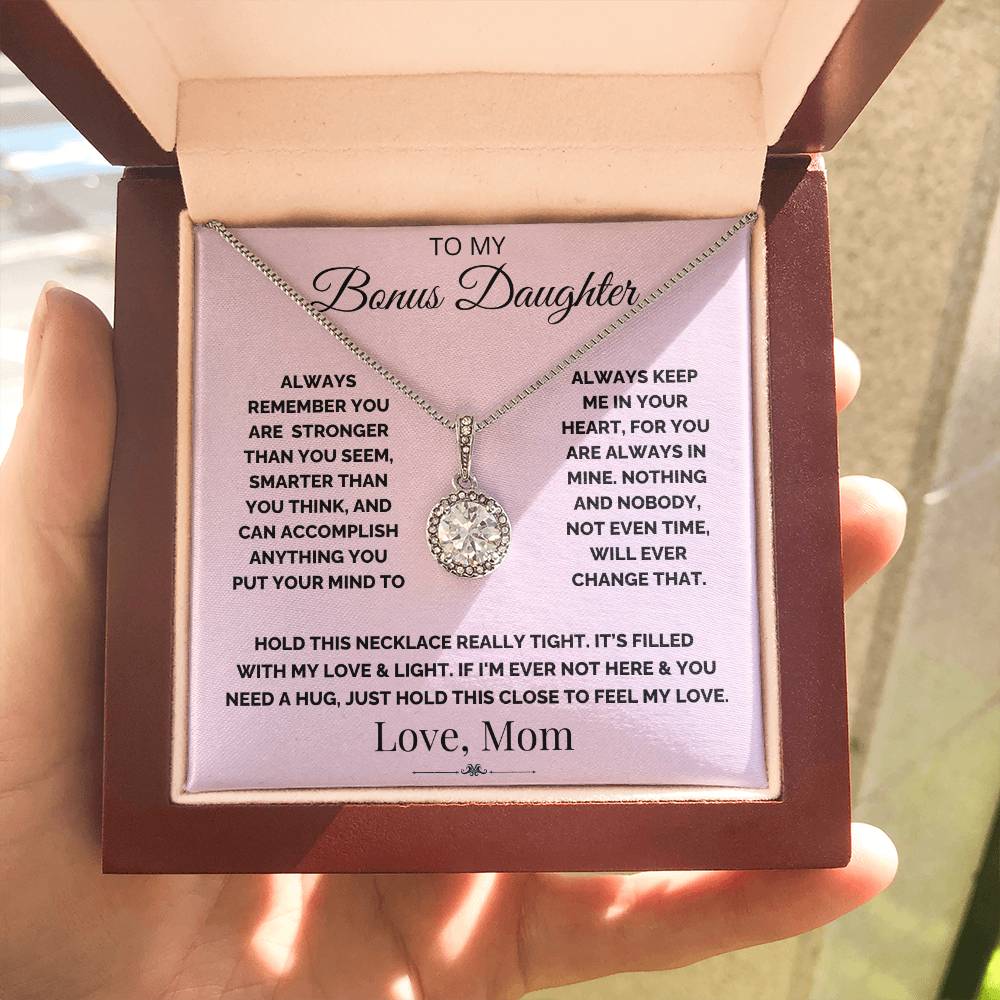 TO MY
Bonus Daughter
ALWAYS
REMEMBER YOU
ARE STRONGER
THAN YOU SEEM,
SMARTER THAN
YOU THINK, AND
CAN ACCOMPLISH
ANYTHING YOU
PUT YOUR MIND TO
ALWAYS KEEP
ME IN YOUR
HEART, FOR YOU
ARE ALWAYS IN
MINE. NOTHING
AND NOBODY,
NOT EVEN TIME,
WILL EVER
CHANGE THAT.
HOLD THIS NECKLACE REALLY TIGHT. IT'S FILLED
WITH MY LOVE & LIGHT. IF I'M EVER NOT HERE & YOU
NEED A HUG, JUST HOLD THIS CLOSE TO FEEL MY LOVE.
Love, Mom